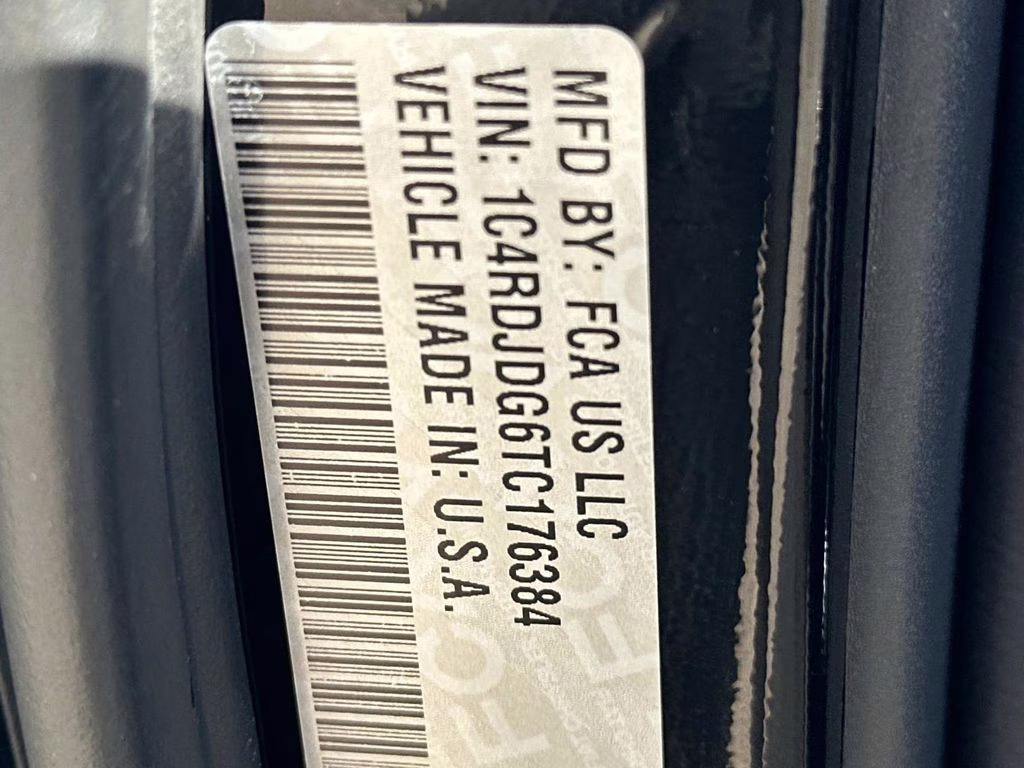 MFD BY: FCA US LLC
VIN: 1C4RDJDG6TC176384
VEHICLE MADE IN: U.S.A.